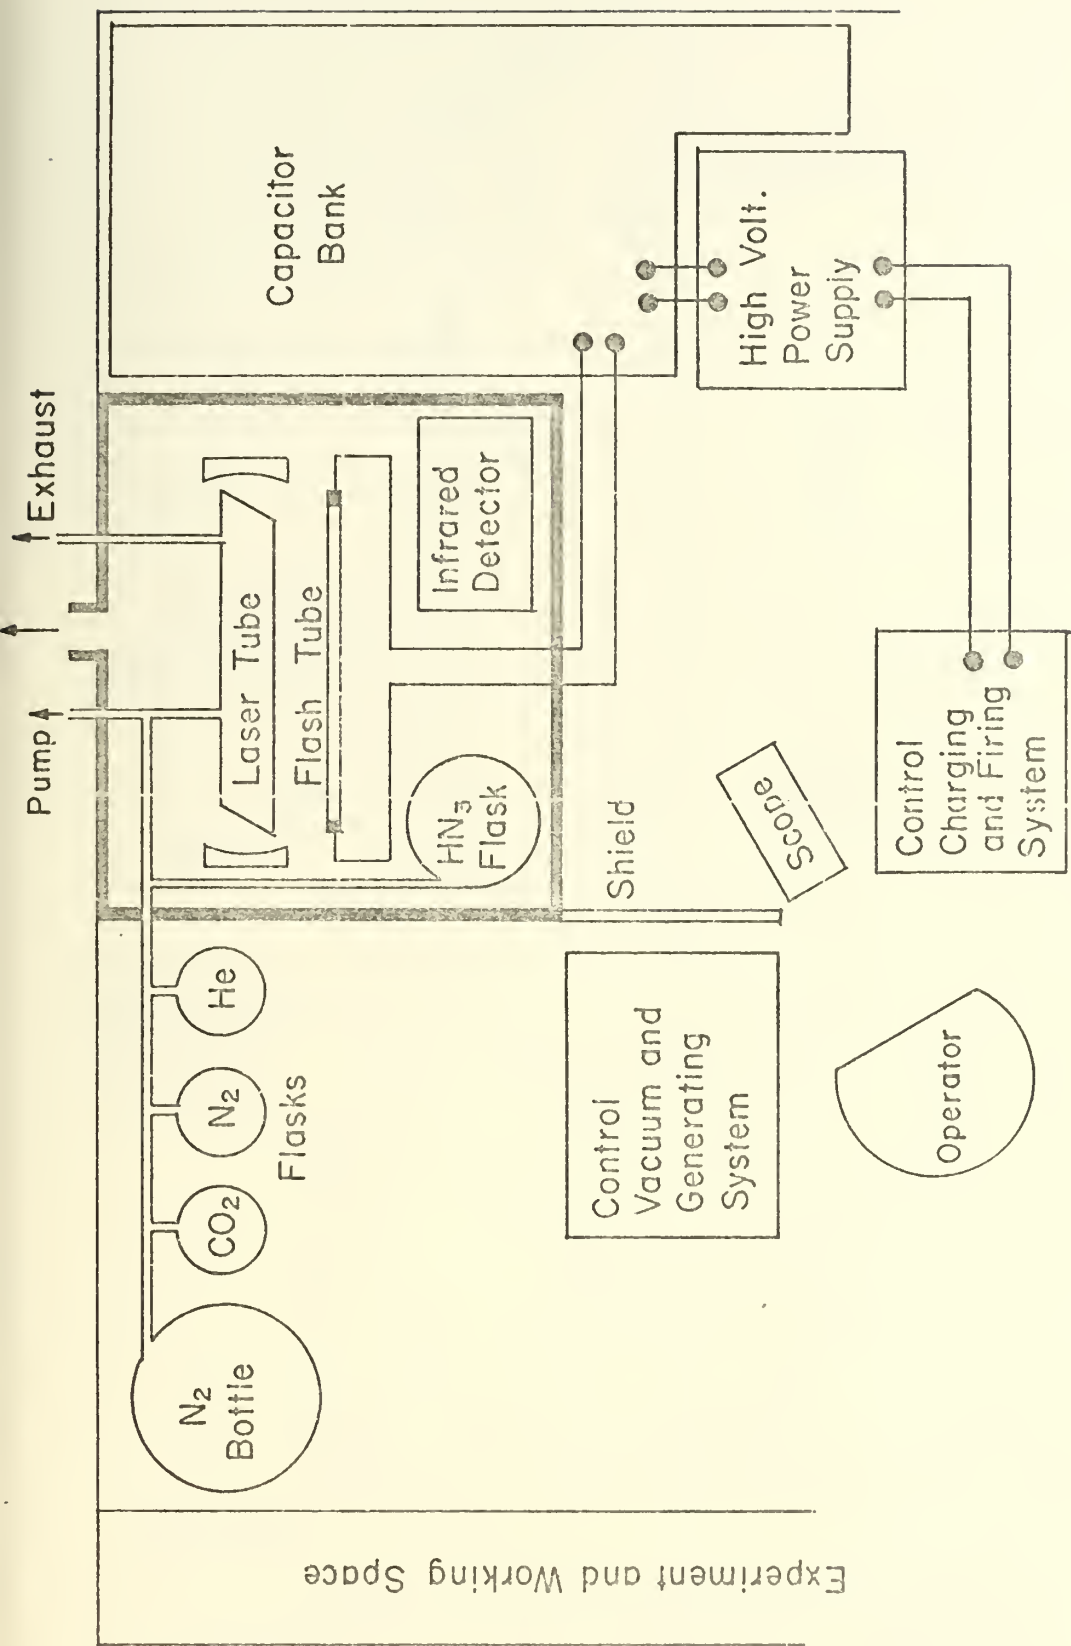 Pump
Exhaust
Laser Tube
Flash Tube
HN3
Flask
Infrared
Detector
Capacitor
Bank
High Volt.
Power
Supply
Control
Charging
and Firing
System
Scope
Shield
Control
Vacuum and
Generating
System
Operator
He
N2
CO2
Flasks
N2
Bottle
Experiment and Working Space